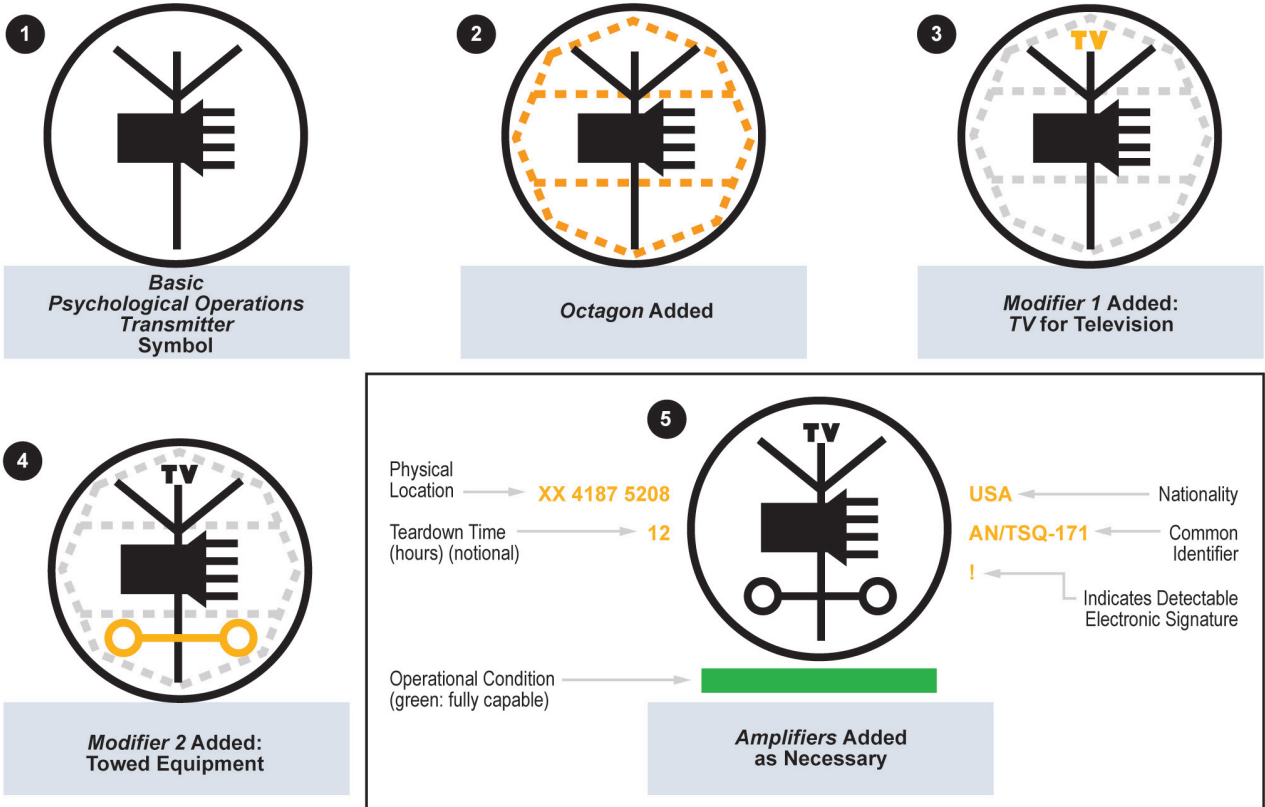 1
Basic
Psychological Operations
Transmitter
Symbol
2
Octagon Added
3
TV
Modifier 1 Added:
TV for Television
4
TV
Modifier 2 Added:
Towed Equipment
5
TV
Physical
Location
XX 4187 5208
Teardown Time
(hours) (notional)
12
USA
Nationality
AN/TSQ-171
Common
Identifier
!
Indicates Detectable
Electronic Signature
Operational Condition
(green: fully capable)
Amplifiers Added
as Necessary